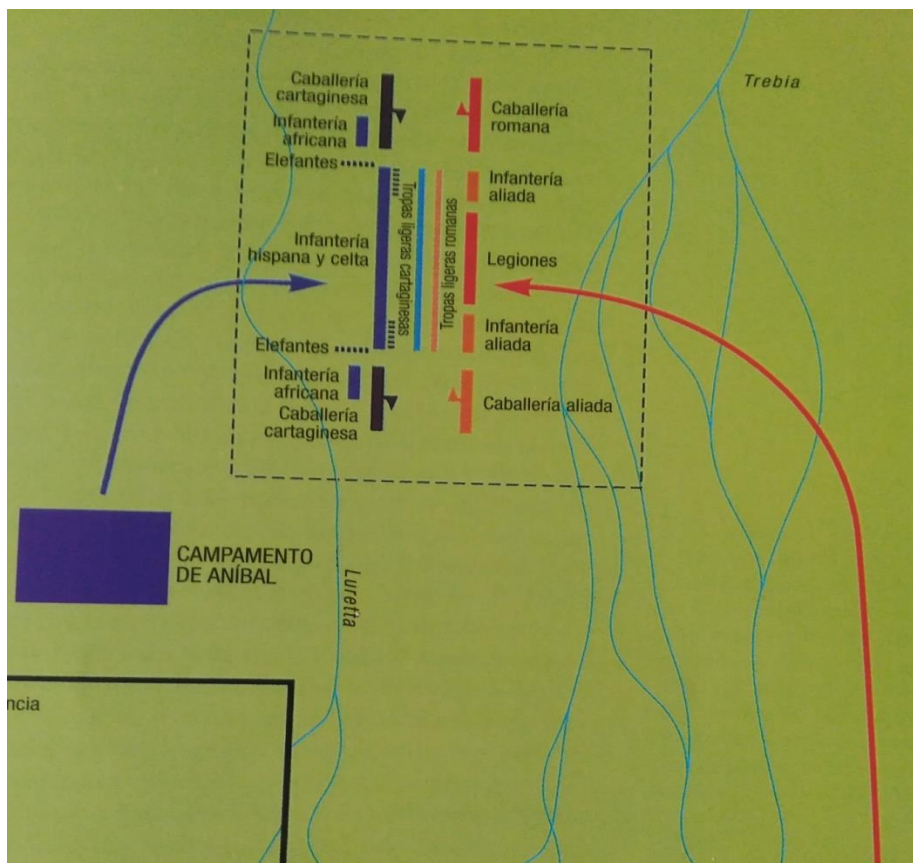 Caballería
cartaginesa
Infantería
africana
Elefantes
Infantería
hispana y celta
Elefantes
Infantería
africana
Caballería
cartaginesa
Tropas ligeras cartaginesas
Tropas ligeras romanas
Caballería
romana
Infantería
aliada
Legiones
Infantería
aliada
Caballería aliada
Trebia
CAMPAMENTO
DE ANÍBAL
Luretta
ncia